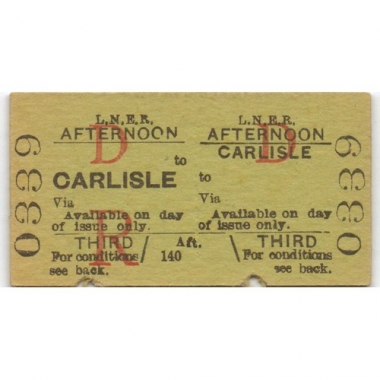 0339
L.N.E.R.
AFTERNOON
D
to
CARLISLE
Via
Available on day
of issue only.
THIRD / Aft.
For conditions 140
see back.
R
L.N.E.R.
AFTERNOON
D
CARLISLE
to
Via
Available on day
of issue only.
THIRD
For conditions
see back.
0339